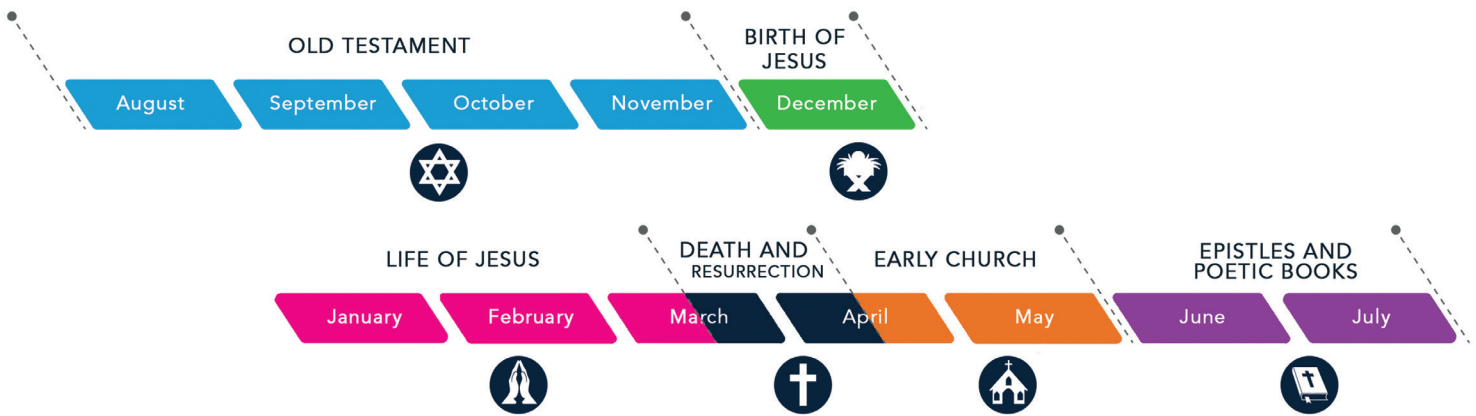 OLD TESTAMENT
BIRTH OF
JESUS
August September October November December
LIFE OF JESUS
DEATH AND
RESURRECTION
EARLY CHURCH
EPISTLES AND
POETIC BOOKS
January February March April May June July